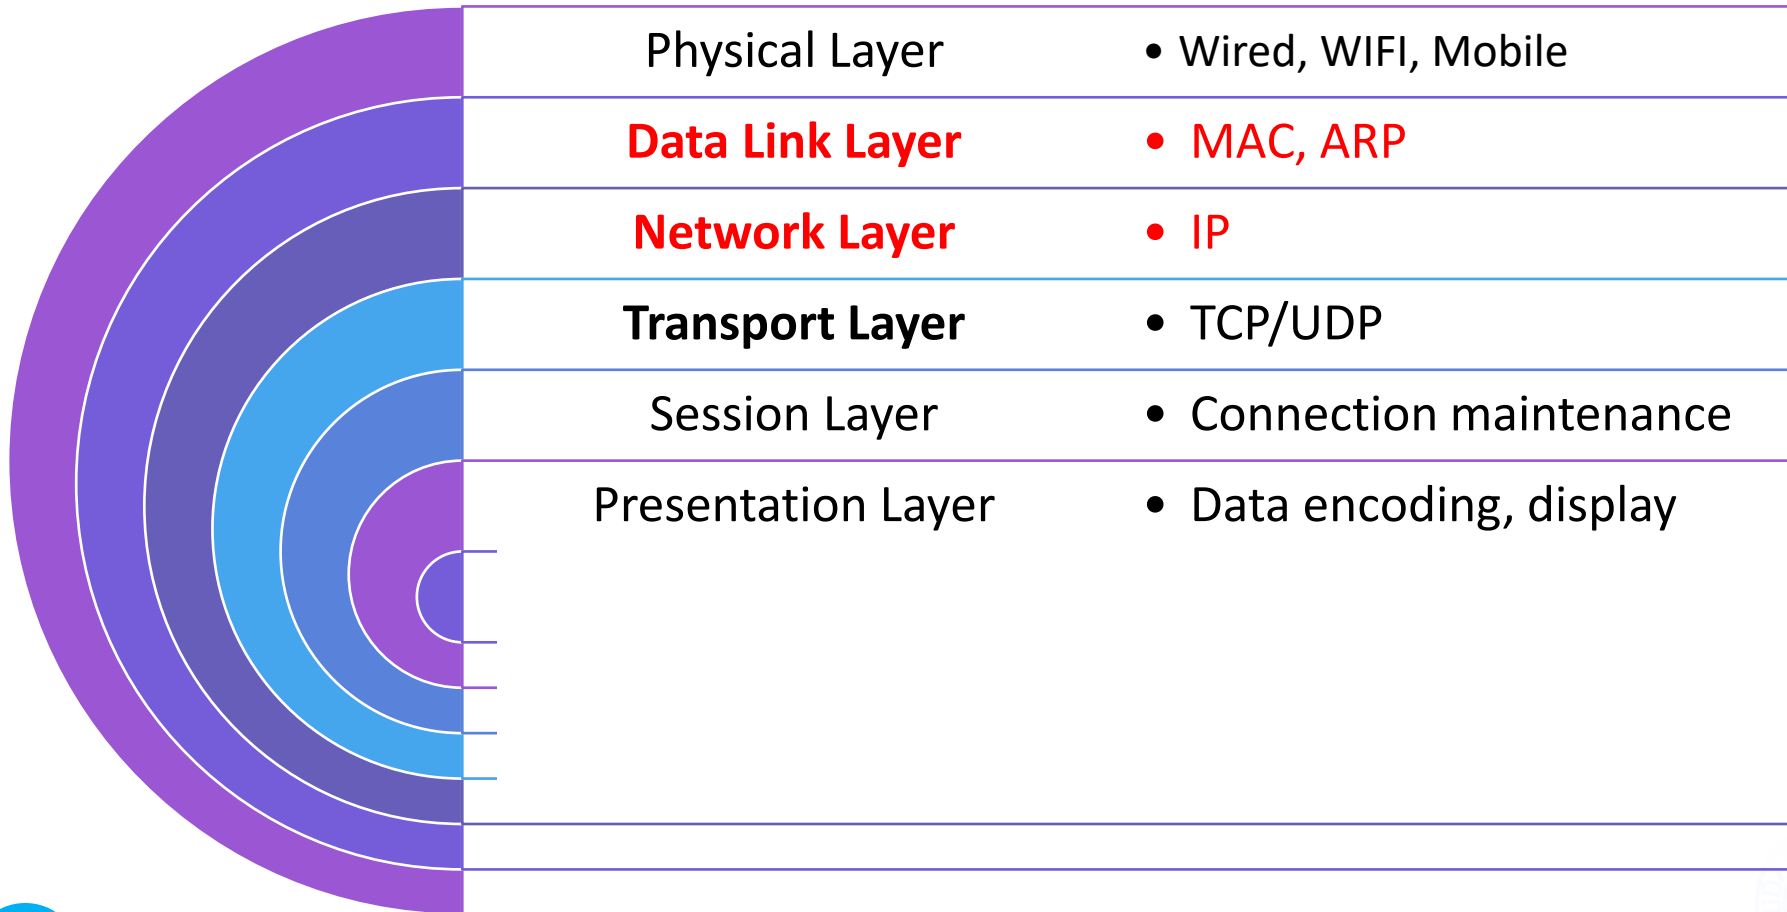 Physical Layer • Wired, WIFI, Mobile
Data Link Layer • MAC, ARP
Network Layer • IP
Transport Layer • TCP/UDP
Session Layer • Connection maintenance
Presentation Layer • Data encoding, display